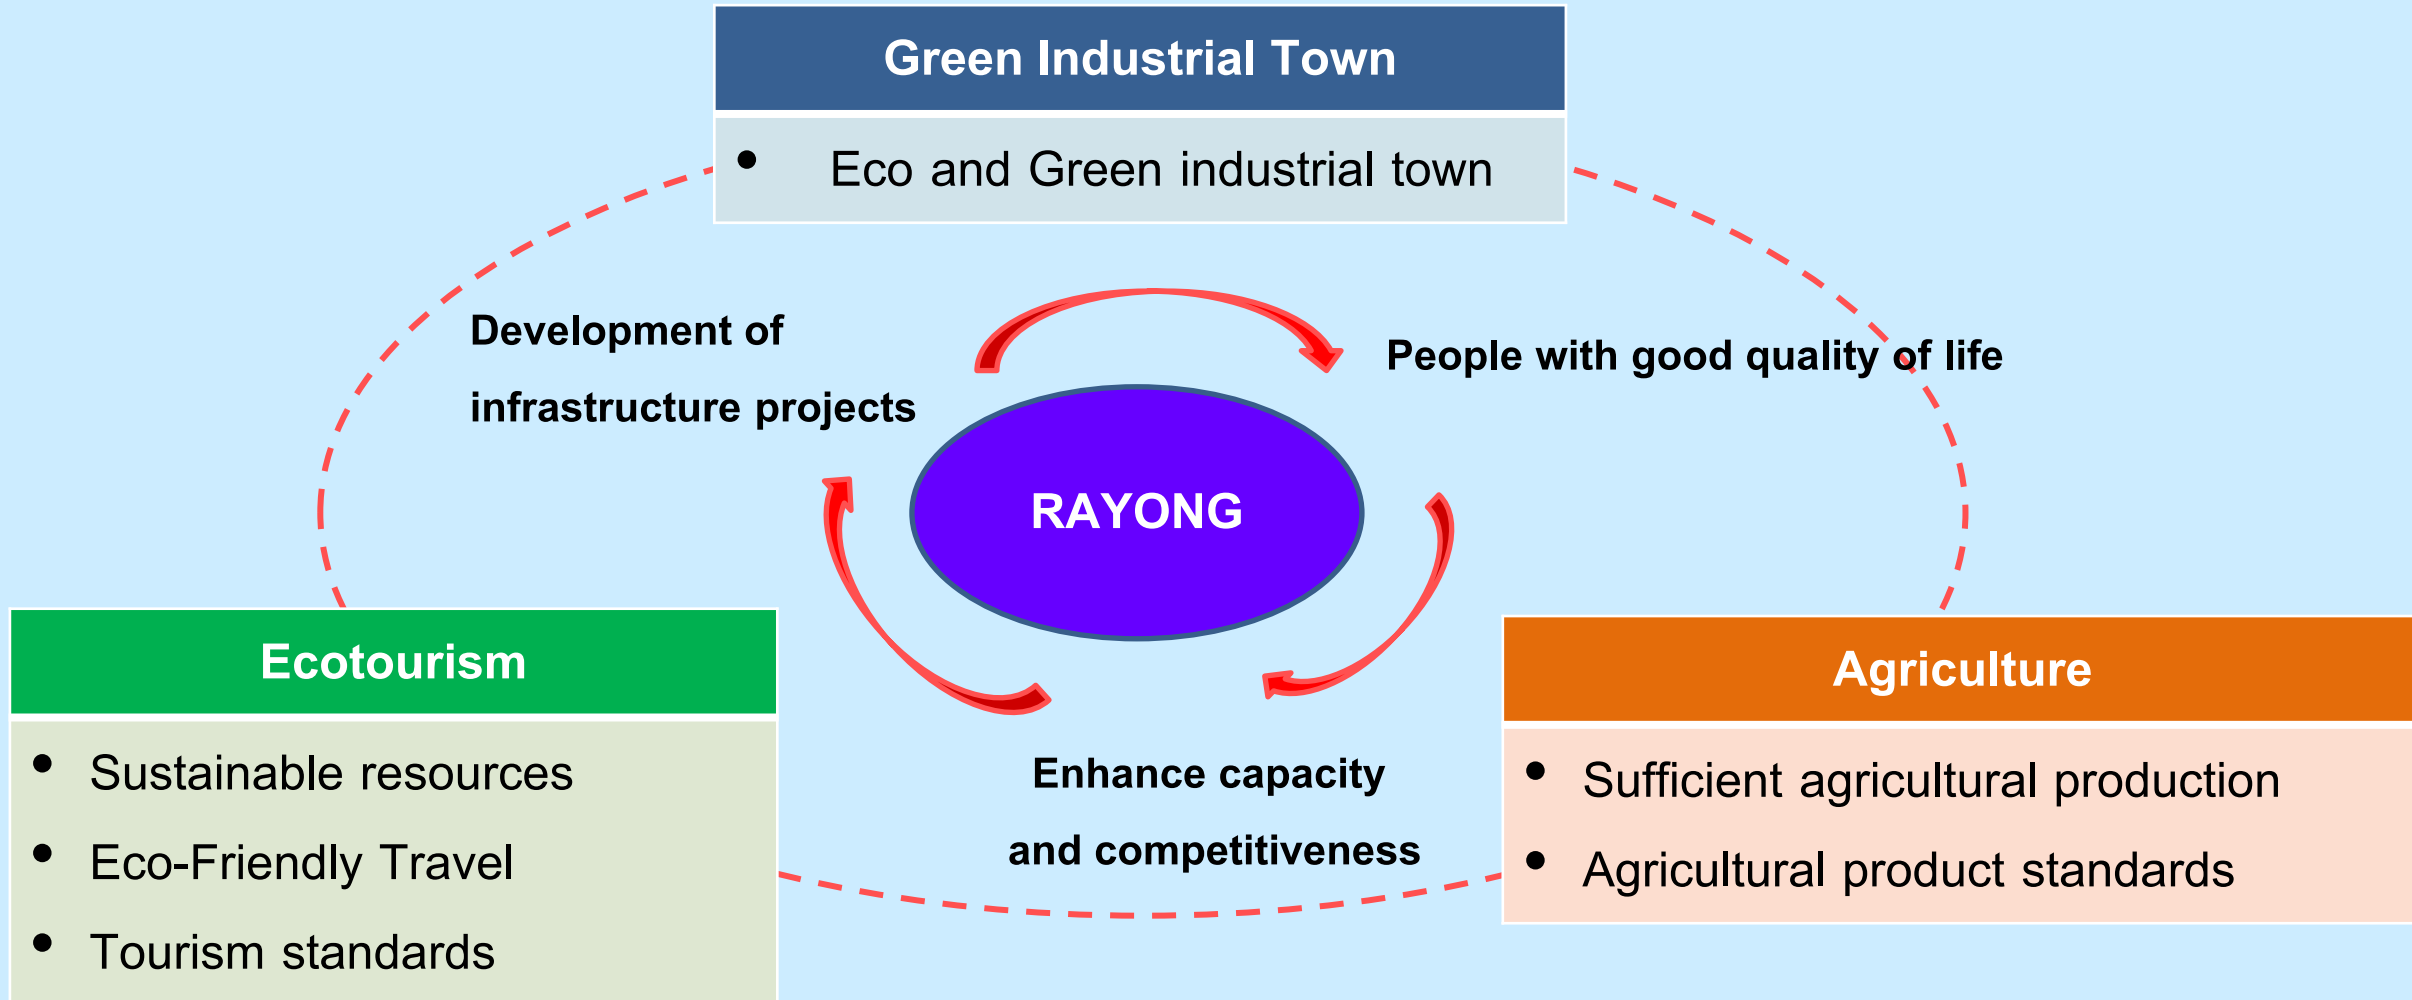 Green Industrial Town
• Eco and Green industrial town
Development of
infrastructure projects
People with good quality of life
RAYONG
Ecotourism
• Sustainable resources
• Eco-Friendly Travel
• Tourism standards
Enhance capacity
and competitiveness
Agriculture
• Sufficient agricultural production
• Agricultural product standards